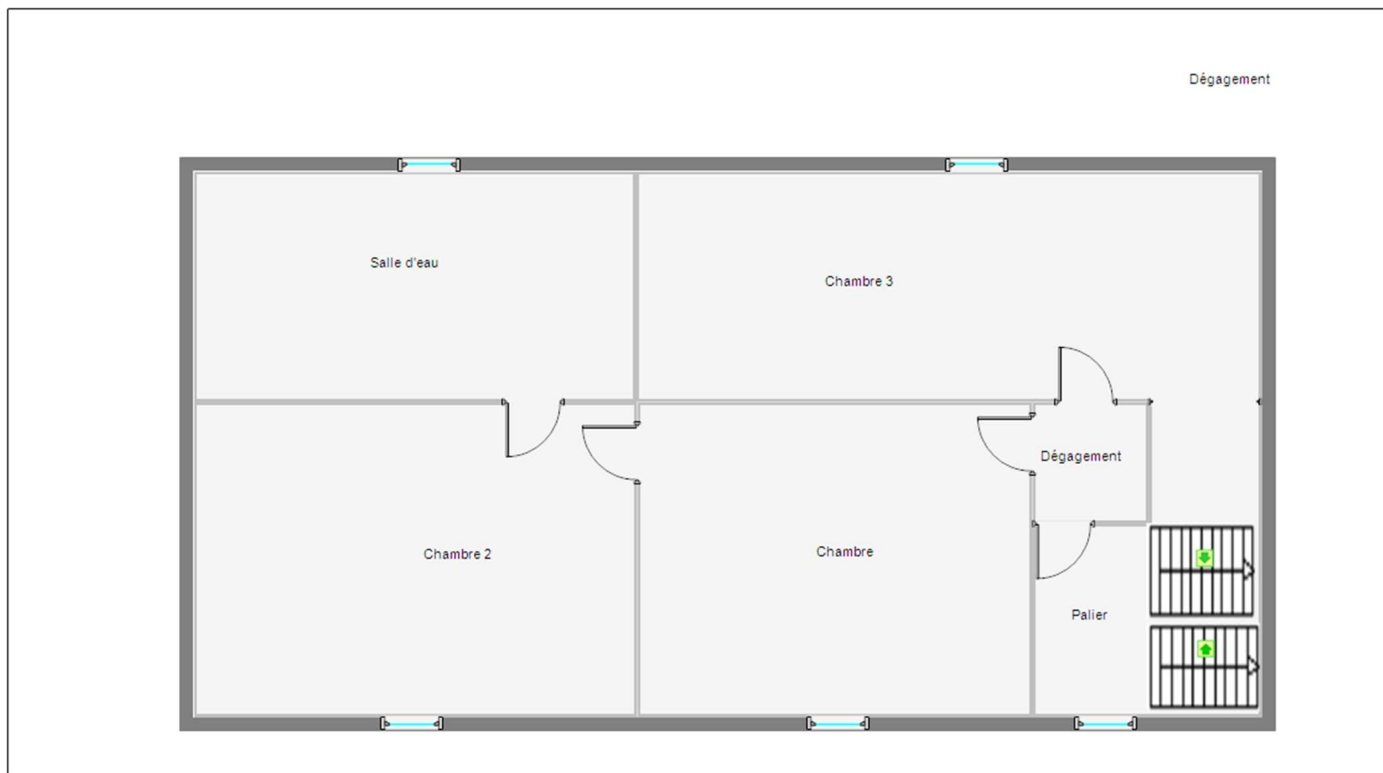 Dégagement
Salle d'eau
Chambre 3
Dégagement
Chambre 2
Chambre
Palier